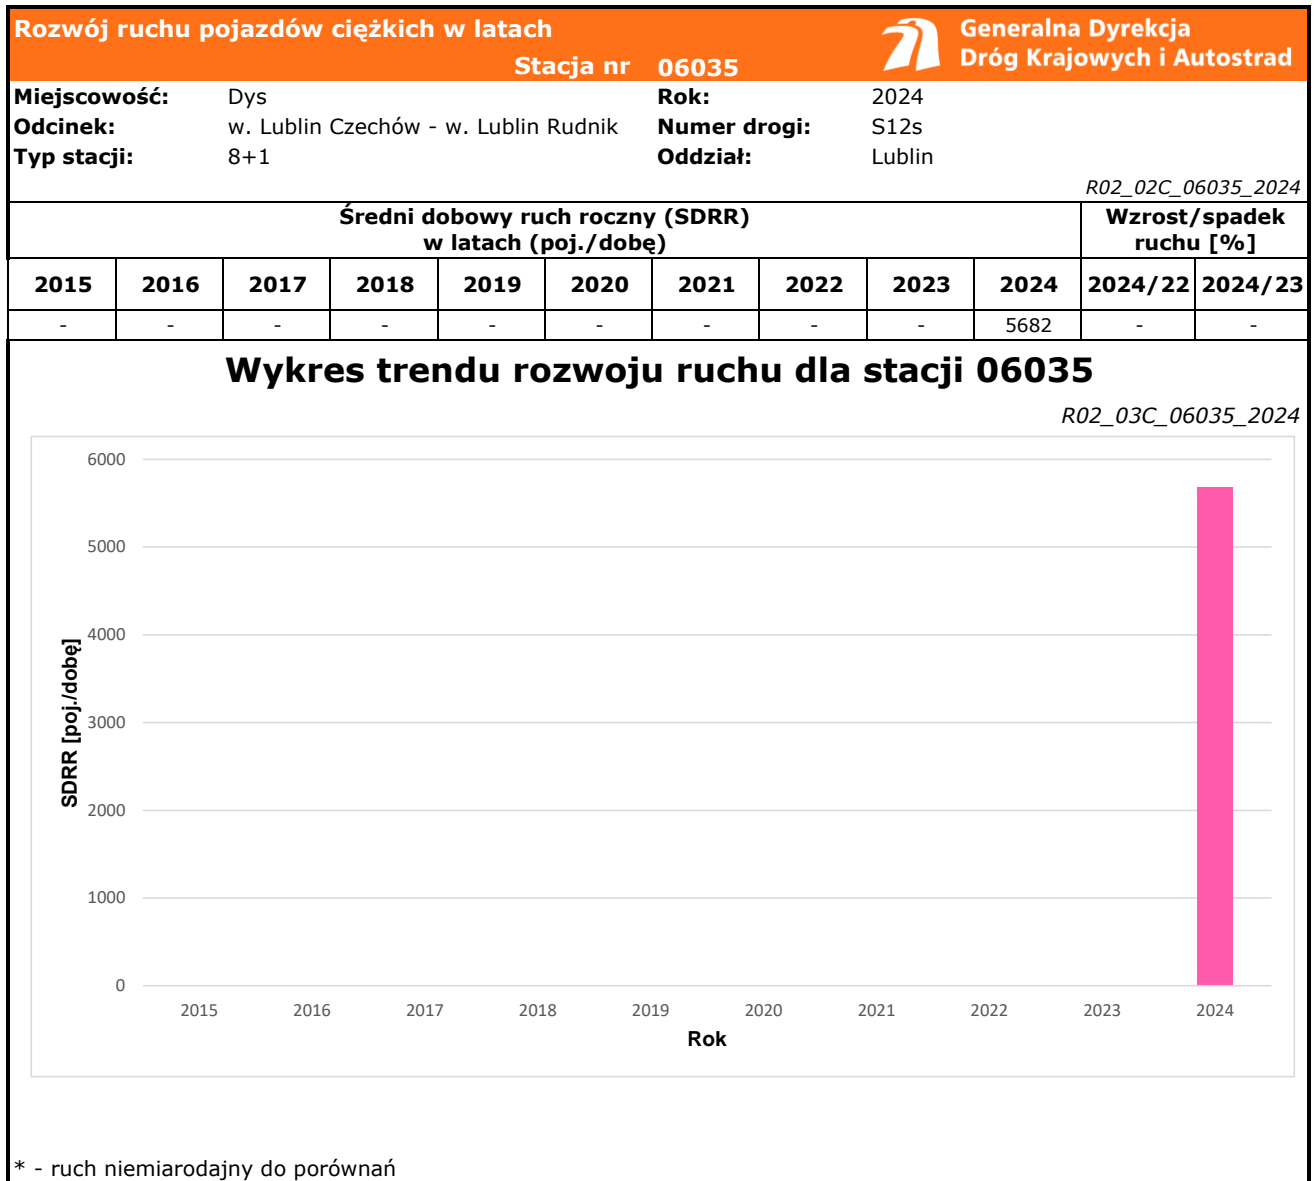 Rozwój ruchu pojazdów ciężkich w latach
Stacja nr 06035
Generalna Dyrekcja
Dróg Krajowych i Autostrad
Miejscowość: Dys Rok: 2024
Odcinek: w. Lublin Czechów - w. Lublin Rudnik Numer drogi: S12s
Typ stacji: 8+1 Oddział: Lublin
R02_02C_06035_2024
Średni dobowy ruch roczny (SDRR)
w latach (poj./dobę)
Wzrost/spadek
ruchu [%]
2015 2016 2017 2018 2019 2020 2021 2022 2023 2024 2024/22 2024/23
- - - - - - - - - 5682 - -
Wykres trendu rozwoju ruchu dla stacji 06035
R02_03C_06035_2024
6000
5000
4000
3000
2000
1000
0
SDRR [poj./dobę]
2015 2016 2017 2018 2019 2020 2021 2022 2023 2024
Rok
* - ruch niemiarodajny do porównań